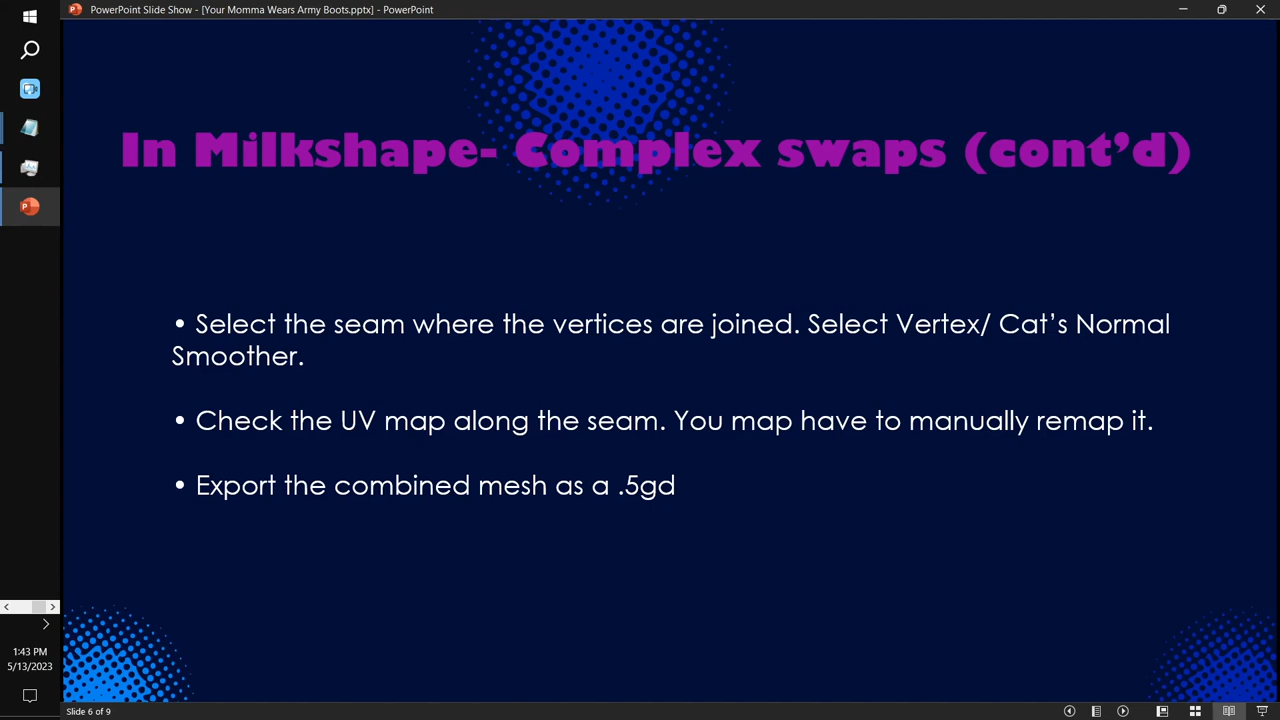 PowerPoint Slide Show - [Your Momma Wears Army Boots.pptx] - PowerPoint
In Milkshape- Complex swaps (cont'd)
• Select the seam where the vertices are joined. Select Vertex/ Cat's Normal
Smoother.
• Check the UV map along the seam. You map have to manually remap it.
• Export the combined mesh as a .5gd
1:43 PM
5/13/2023
Slide 6 of 9